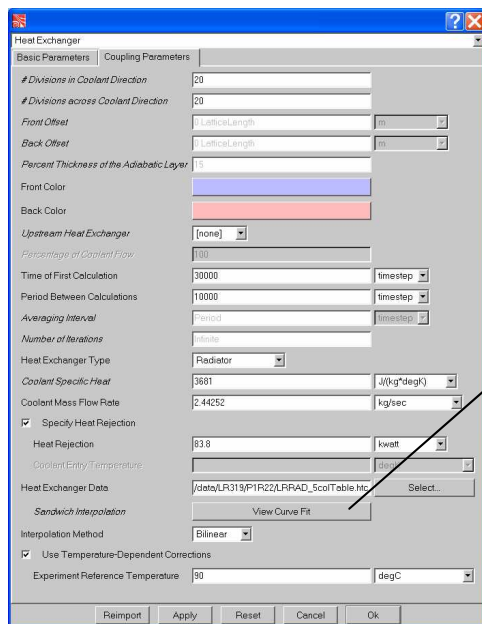 Heat Exchanger
Basic Parameters Coupling Parameters
# Divisions in Coolant Direction 20
# Divisions across Coolant Direction 20
Front Offset 0 LatticeLength m
Back Offset 0 LatticeLength m
Percent Thickness of the Adiabatic Layer 15
Front Color
Back Color
Upstream Heat Exchanger [none]
Percentage of Coolant Flow 100
Time of First Calculation 30000 timestep
Period Between Calculations 10000 timestep
Averaging Interval Period timestep
Number of Iterations Infinite
Heat Exchanger Type Radiator
Coolant Specific Heat 3681 J/(kg*degK)
Coolant Mass Flow Rate 2.44252 kg/sec
Specify Heat Rejection
Heat Rejection 83.8 kwatt
Coolant Entry Temperature
Heat Exchanger Data /data/LR319/P1R22/LRRAD_5colTable.htc Select...
Sandwich Interpolation View Curve Fit
Interpolation Method Bilinear
Use Temperature-Dependent Corrections
Experiment Reference Temperature 90 degC
Reimport Apply Reset Cancel Ok